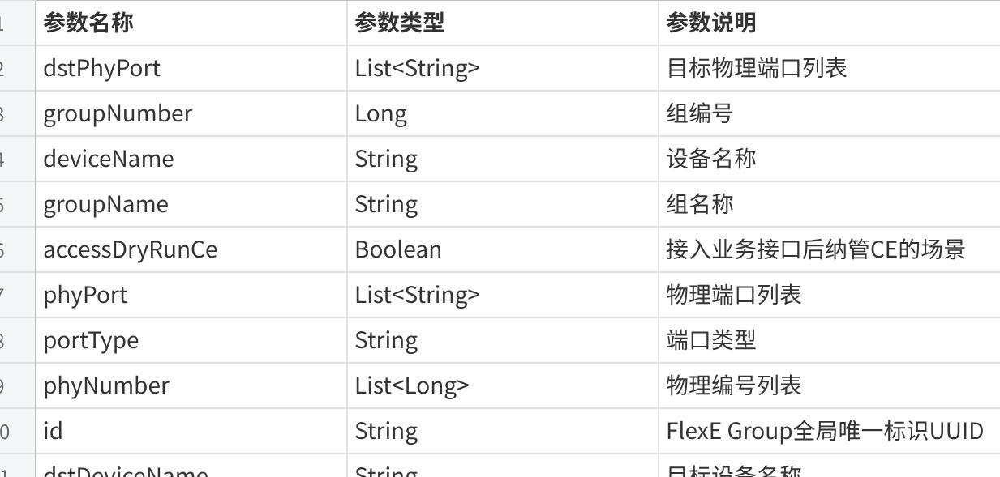 参数名称 参数类型 参数说明
2 dstPhyPort List<String> 目标物理端口列表
groupNumber Long 组编号
deviceName String 设备名称
groupName String 组名称
accessDryRunCe Boolean 接入业务接口后纳管CE的场景
phyPort List<String> 物理端口列表
portType String 端口类型
phyNumber List<Long> 物理编号列表
0 id String FlexE Group全局唯一标识UUID
1 dstDeviceName String 目标设备名称